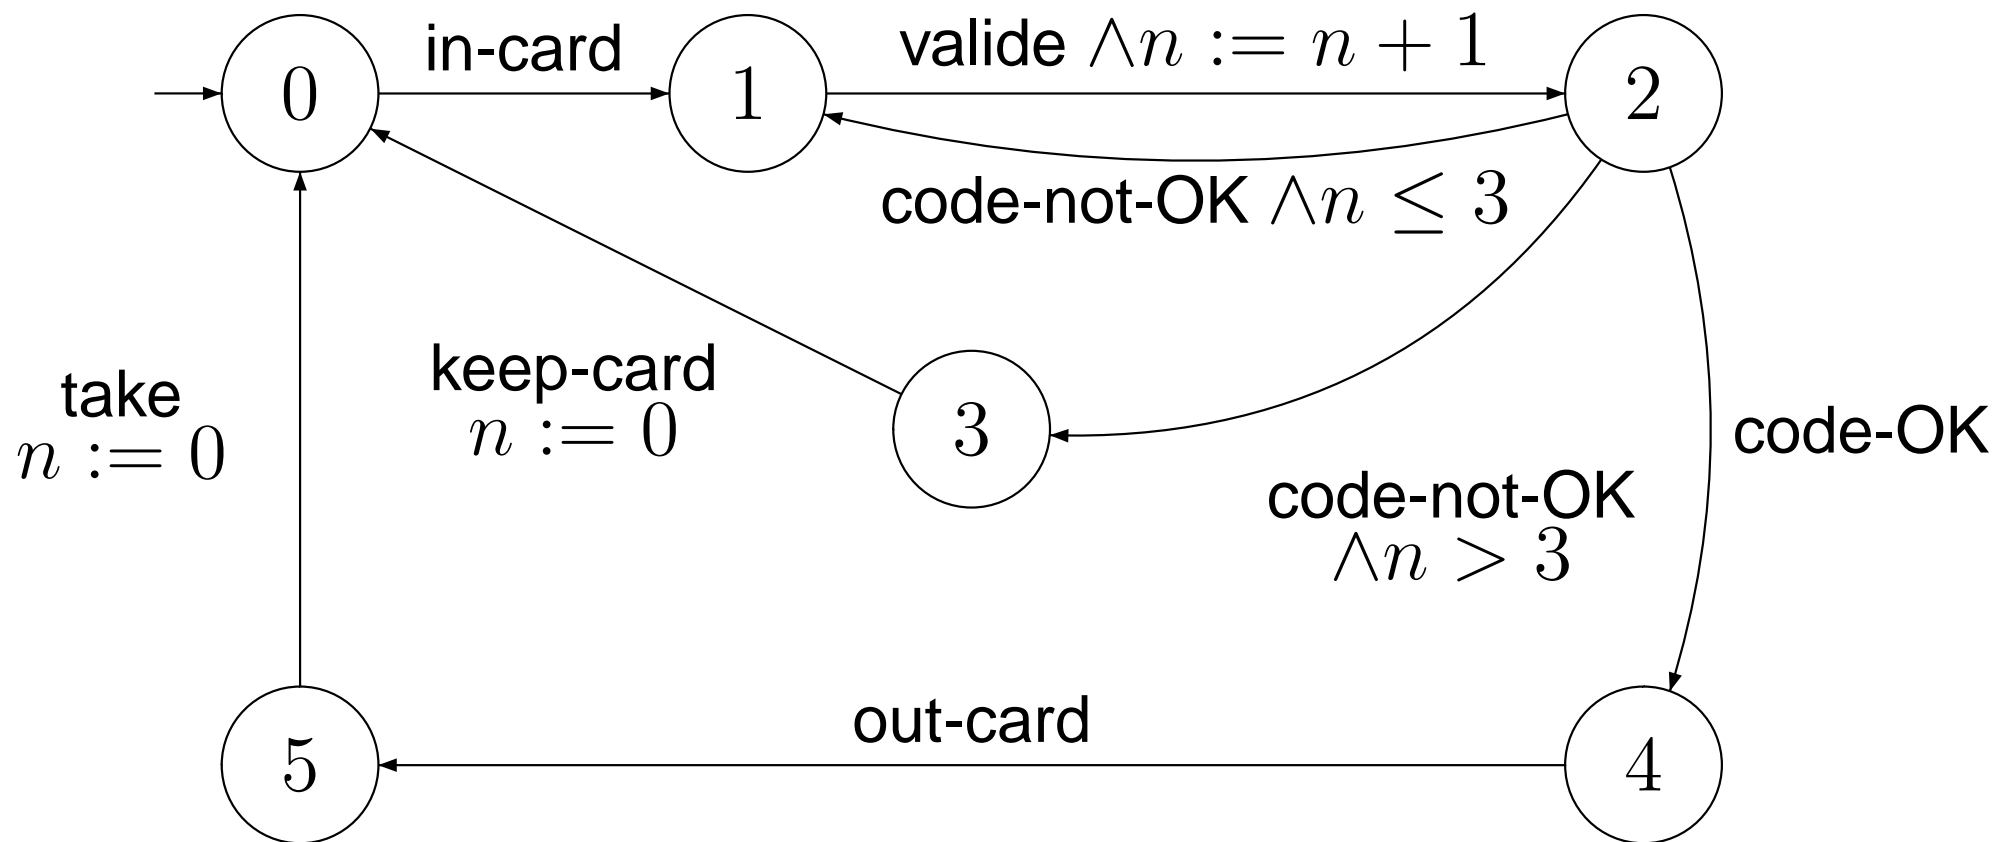 in-card
valide ∧n := n + 1
0
1
2
code-not-OK ∧n ≤ 3
take
n := 0
keep-card
n := 0
3
code-OK
code-not-OK
∧n > 3
out-card
5
4